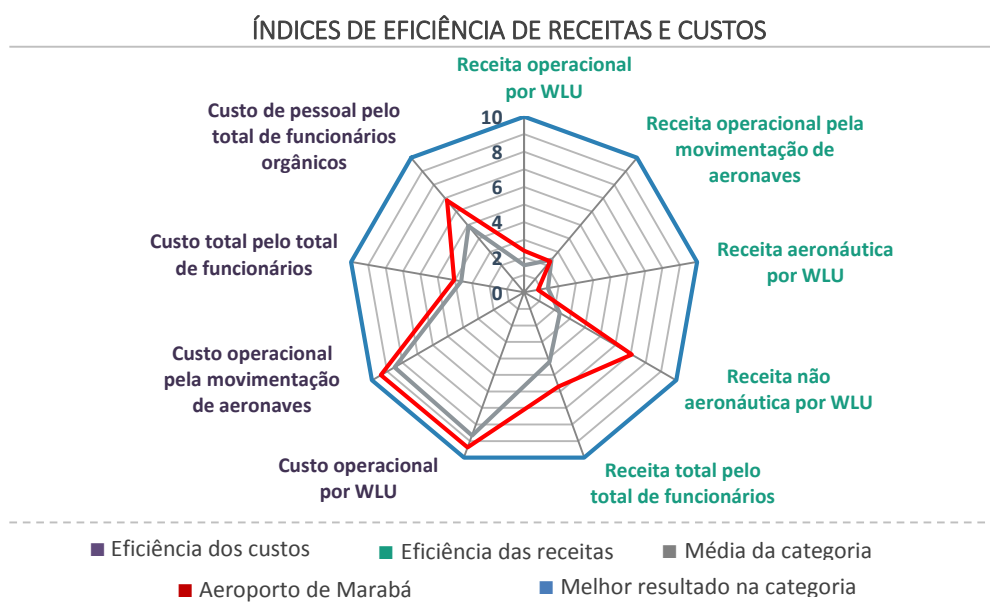 ÍNDICES DE EFICIÊNCIA DE RECEITAS E CUSTOS
Receita operacional
por WLU
Receita operacional pela
movimentação de
aeronaves
Receita aeronáutica
por WLU
Receita não
aeronáutica por WLU
Receita total pelo
total de funcionários
Custo operacional
por WLU
Custo operacional
pela movimentação
de aeronaves
Custo total pelo total
de funcionários
Custo de pessoal pelo
total de funcionários
orgânicos
10
8
6
4
2
0
Eficiência dos custos
Eficiência das receitas
Média da categoria
Aeroporto de Marabá
Melhor resultado na categoria